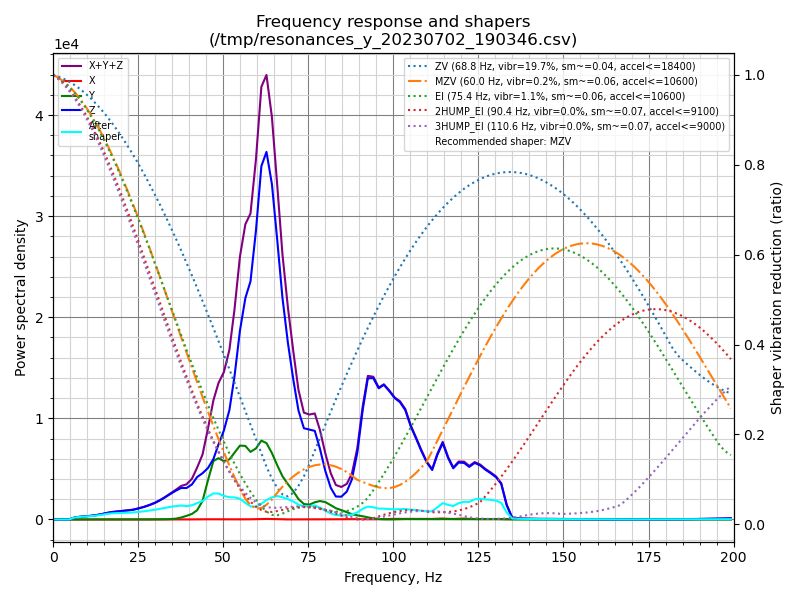 Frequency response and shapers
(/tmp/resonances_y_20230702_190346.csv)
1e4
X+Y+Z
X
Y
Z
After
shaper
ZV (68.8 Hz, vibr=19.7%, sm~=0.04, accel<=18400)
MZV (60.0 Hz, vibr=0.2%, sm~=0.06, accel<=10600)
EI (75.4 Hz, vibr=1.1%, sm~=0.06, accel<=10600)
2HUMP_EI (90.4 Hz, vibr=0.0%, sm~=0.07, accel<=9100)
3HUMP_EI (110.6 Hz, vibr=0.0%, sm~=0.07, accel<=9000)
Recommended shaper: MZV
Power spectral density
4
3
2
1
0
1.0
0.8
0.6
0.4
0.2
0.0
Shaper vibration reduction (ratio)
0 25 50 75 100 125 150 175 200
Frequency, Hz